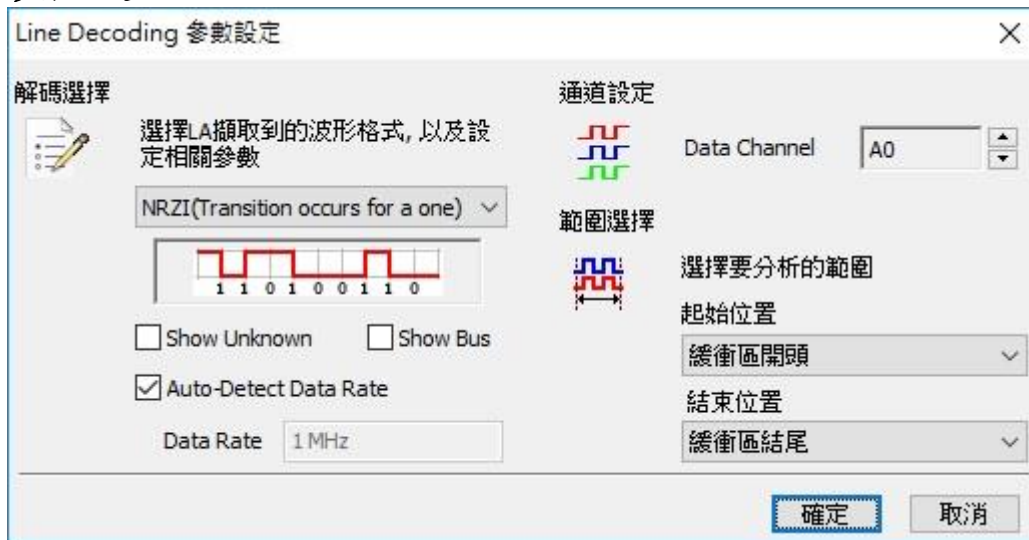 Line Decoding 參數設定
解碼選擇
選擇LA擷取到的波形格式, 以及設
定相關參數
NRZI(Transition occurs for a one)
1 1 0 1 0 0 1 1 0
Show Unknown
Show Bus
Auto-Detect Data Rate
Data Rate
1 MHz
通道設定
Data Channel
A0
範圍選擇
選擇要分析的範圍
起始位置
緩衝區開頭
結束位置
緩衝區結尾
確定
取消